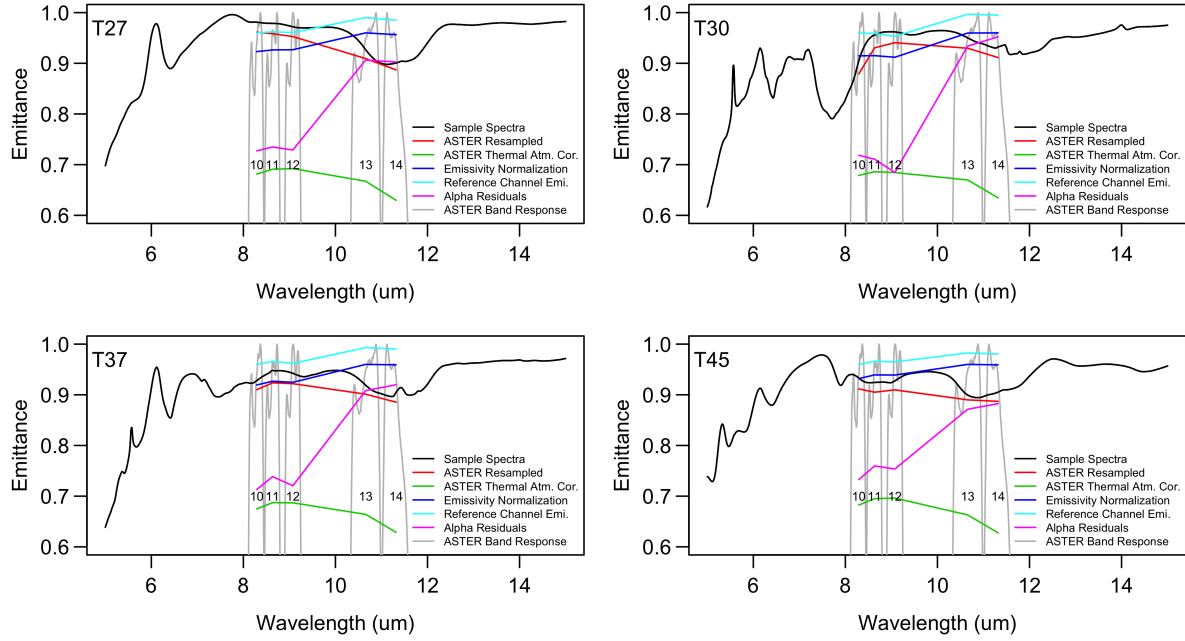 T27
Emittance
1.0
0.9
0.8
0.7
0.6
10 11 12 13 14
Sample Spectra
ASTER Resampled
ASTER Thermal Atm. Cor.
Emissivity Normalization
Reference Channel Emi.
Alpha Residuals
ASTER Band Response
6 8 10 12 14
Wavelength (um)
T30
Emittance
1.0
0.9
0.8
0.7
0.6
10 11 12 13 14
Sample Spectra
ASTER Resampled
ASTER Thermal Atm. Cor.
Emissivity Normalization
Reference Channel Emi.
Alpha Residuals
ASTER Band Response
6 8 10 12 14
Wavelength (um)
T37
Emittance
1.0
0.9
0.8
0.7
0.6
10 11 12 13 14
Sample Spectra
ASTER Resampled
ASTER Thermal Atm. Cor.
Emissivity Normalization
Reference Channel Emi.
Alpha Residuals
ASTER Band Response
6 8 10 12 14
Wavelength (um)
T45
Emittance
1.0
0.9
0.8
0.7
0.6
10 11 12 13 14
Sample Spectra
ASTER Resampled
ASTER Thermal Atm. Cor.
Emissivity Normalization
Reference Channel Emi.
Alpha Residuals
ASTER Band Response
6 8 10 12 14
Wavelength (um)